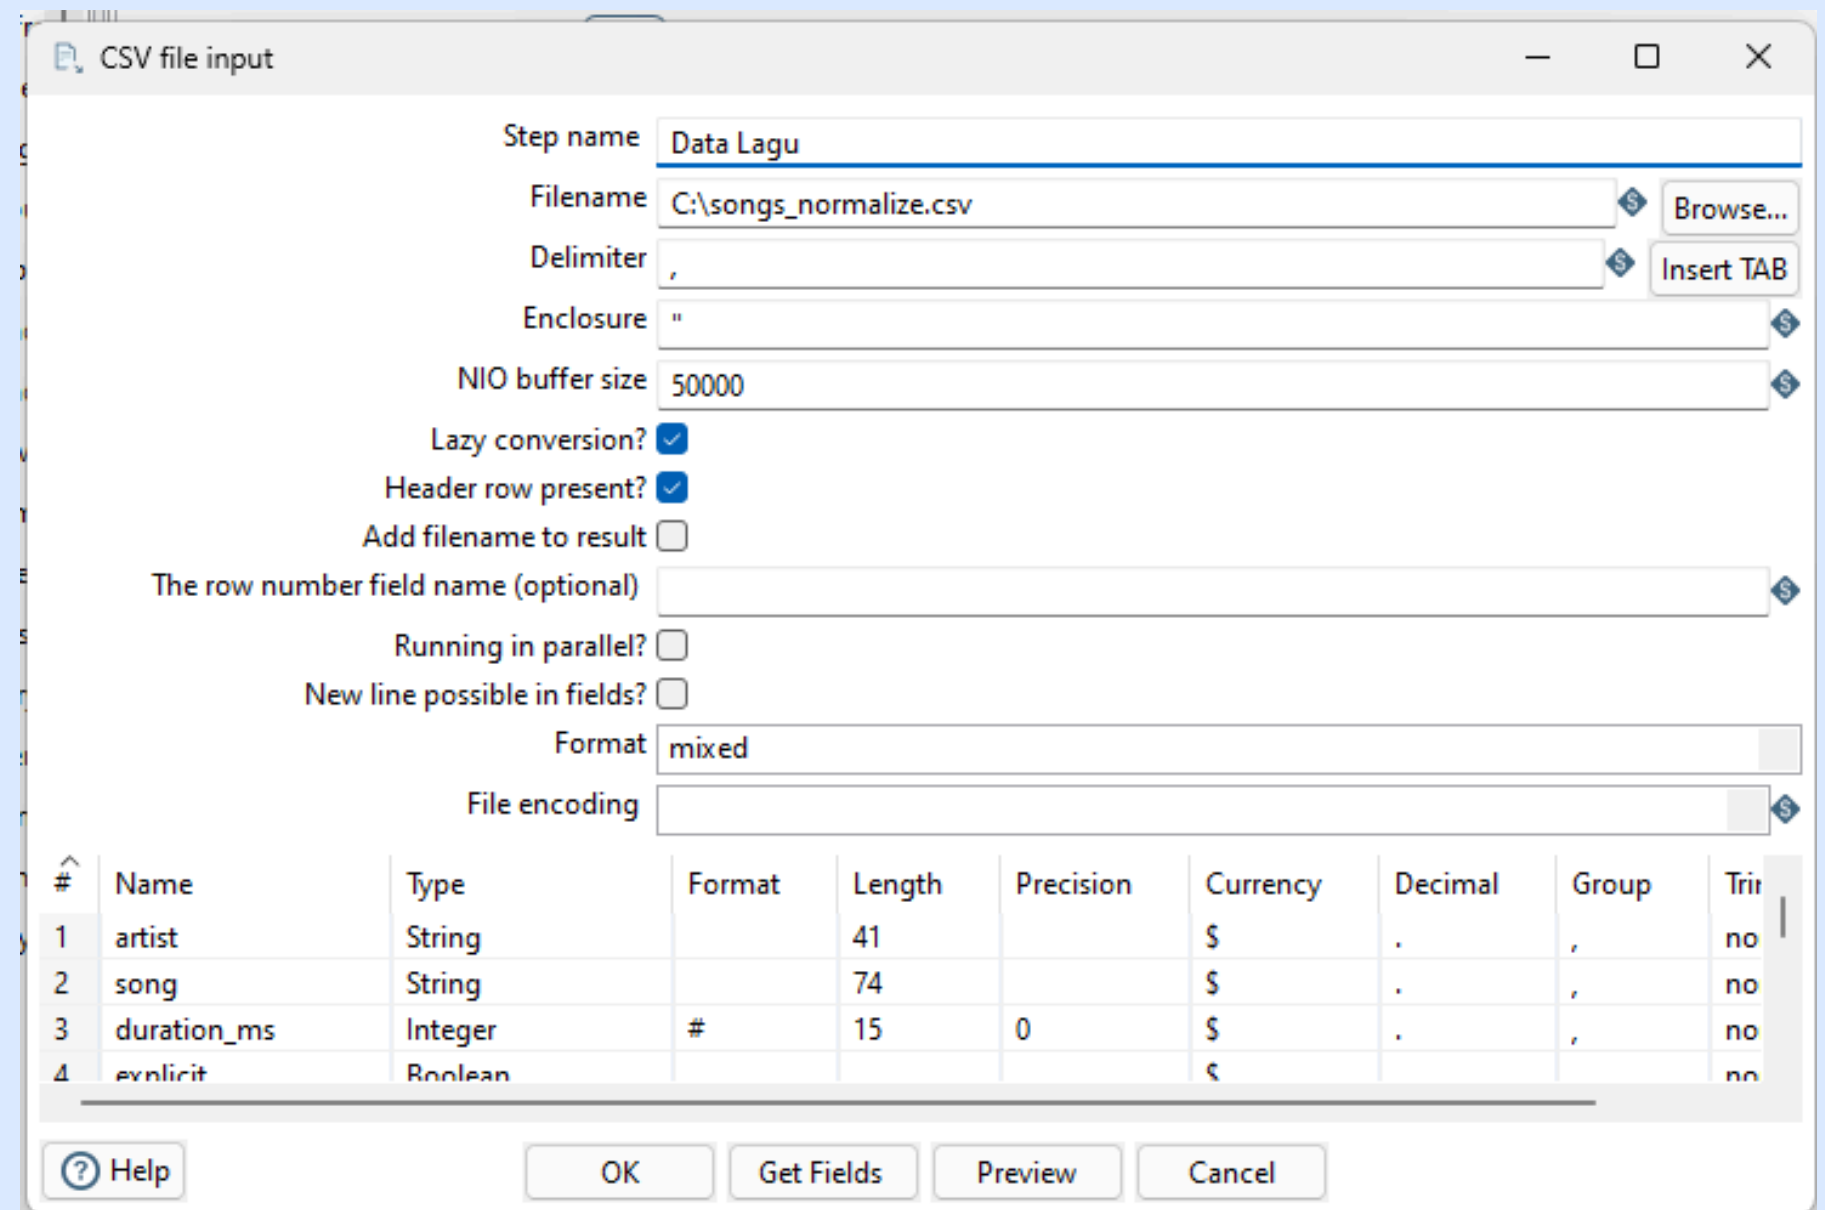 CSV file input
Step name Data Lagu
Filename C:\songs_normalize.csv Browse...
Delimiter , Insert TAB
Enclosure "
NIO buffer size 50000
Lazy conversion?
Header row present?
Add filename to result
The row number field name (optional)
Running in parallel?
New line possible in fields?
Format mixed
File encoding
# Name Type Format Length Precision Currency Decimal Group
1 artist String 41 $ . , no
2 song String 74 $ . , no
3 duration_ms Integer # 15 0 $ . , no
4 explicit Boolean $ no
Help OK Get Fields Preview Cancel